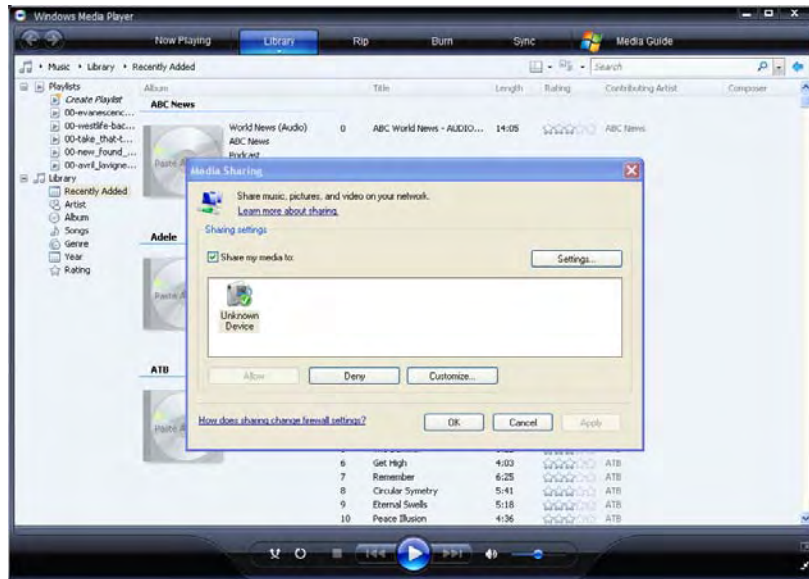 Windows Media Player
Now Playing Library Rip Burn Sync Media Guide
Music Library Recently Added Search
Playlists Album Title Length Rating Contributing Artist Composer
Create Playlist
ABC News
00-evanescenc...
00-westlife-bac...
World News (Audio) 0 ABC World News - AUDIO... 14:05 ABC News
00-take_that-t...
ABC News
00-new_found_...
Podcast
00-avril_lavigne...
Paste A
Library
Recently Added
Artist
Album
Songs
Genre
Year
Rating
Adele
Paste A
ATB
Paste A
Media Sharing
Share music, pictures, and video on your network.
Learn more about sharing.
Sharing settings
Share my media to:
Settings...
Unknown
Device
Allow Deny Customize...
How does sharing change firewall settings?
OK Cancel Apply
6 Get High 4:03 ATB
7 Remember 6:25 ATB
8 Circular Symetry 5:41 ATB
9 Eternal Swells 5:18 ATB
10 Peace Illusion 4:36 ATB